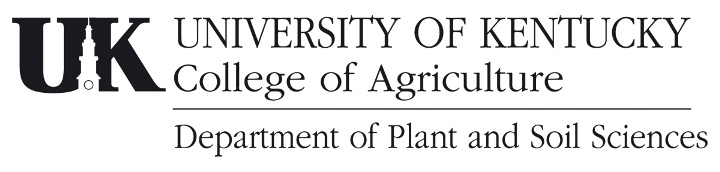 UK UNIVERSITY OF KENTUCKY
College of Agriculture
Department of Plant and Soil Sciences